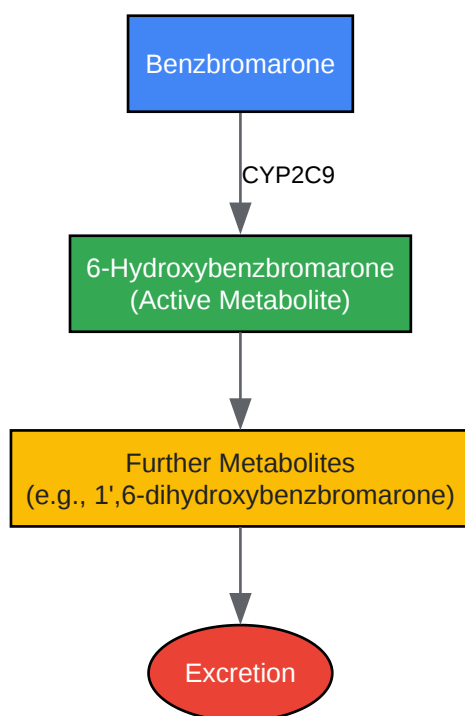 Benzbromarone
CYP2C9
6-Hydroxybenzbromarone
(Active Metabolite)
Further Metabolites
(e.g., 1',6-dihydroxybenzbromarone)
Excretion